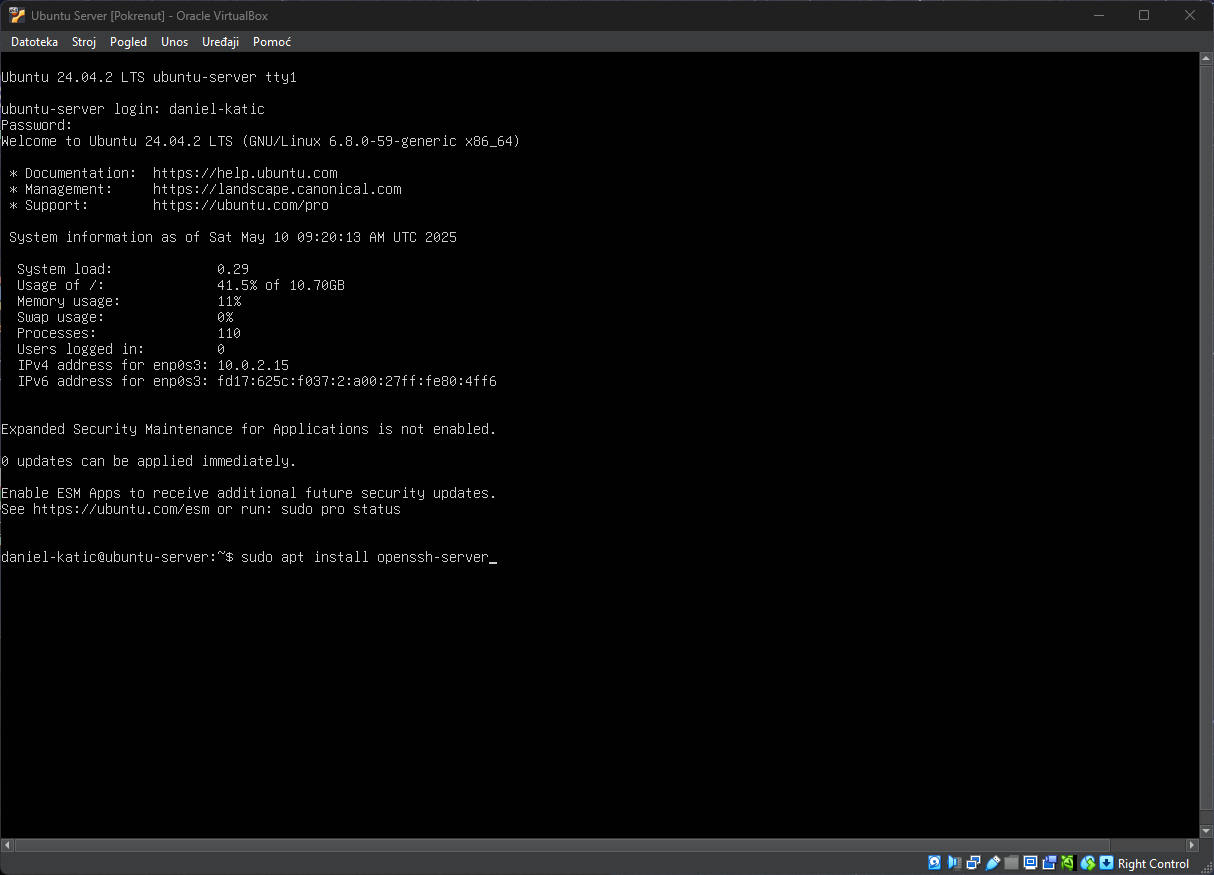 Ubuntu Server [Pokrenut] - Oracle VirtualBox
Datoteka Stroj Pogled Unos Uređaji Pomoć
Ubuntu 24.04.2 LTS ubuntu-server tty1
ubuntu-server login: daniel-katic
Password:
Welcome to Ubuntu 24.04.2 LTS (GNU/Linux 6.8.0-59-generic x86_64)
* Documentation: https://help.ubuntu.com
* Management: https://landscape.canonical.com
* Support: https://ubuntu.com/pro
System information as of Sat May 10 09:20:13 AM UTC 2025
System load: 0.29
Usage of /: 41.5% of 10.70GB
Memory usage: 11%
Swap usage: 0%
Processes: 110
Users logged in: 0
IPv4 address for enp0s3: 10.0.2.15
IPv6 address for enp0s3: fd17:625c:f037:2:a00:27ff:fe80:4ff6
Expanded Security Maintenance for Applications is not enabled.
0 updates can be applied immediately.
Enable ESM Apps to receive additional future security updates.
See https://ubuntu.com/esm or run: sudo pro status
daniel-katic@ubuntu-server:~$ sudo apt install openssh-server_
Right Control